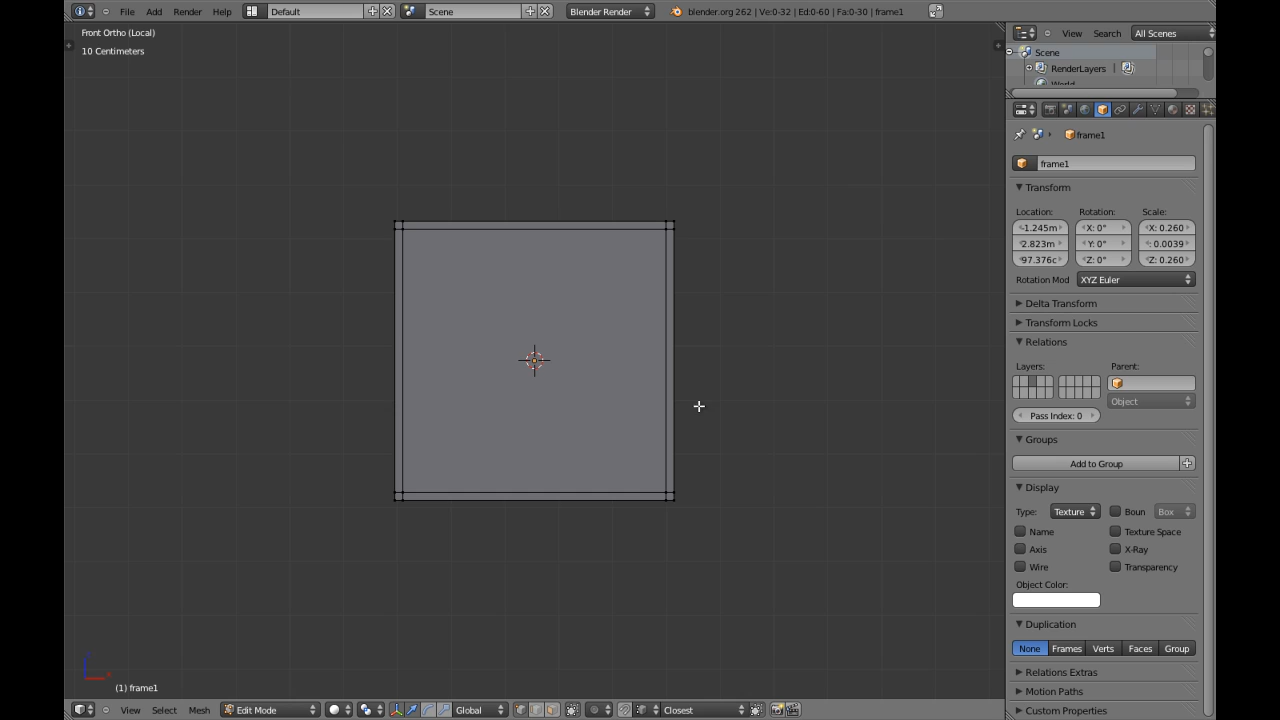 File Add Render Help Default Scene Blender Render blender.org 262 | Ve:0-32 | Ed:0-60 | Fa:0-30 | frame1
Front Ortho (Local)
10 Centimeters
View Search All Scenes
Scene
RenderLayers |
World
frame1
frame1
Transform
Location: Rotation: Scale:
-1.245m X: 0° X: 0.260
2.823m Y: 0° : 0.0039
97.376c Z: 0° Z: 0.260
Rotation Mod XYZ Euler
Delta Transform
Transform Locks
Relations
Layers: Parent:
Object
Pass Index: 0
Groups
Add to Group
Display
Type: Texture Boun Box
Name Texture Space
Axis X-Ray
Wire Transparency
Object Color:
Duplication
None Frames Verts Faces Group
Relations Extras
Motion Paths
Custom Properties
(1) frame1
View Select Mesh Edit Mode Global Closest